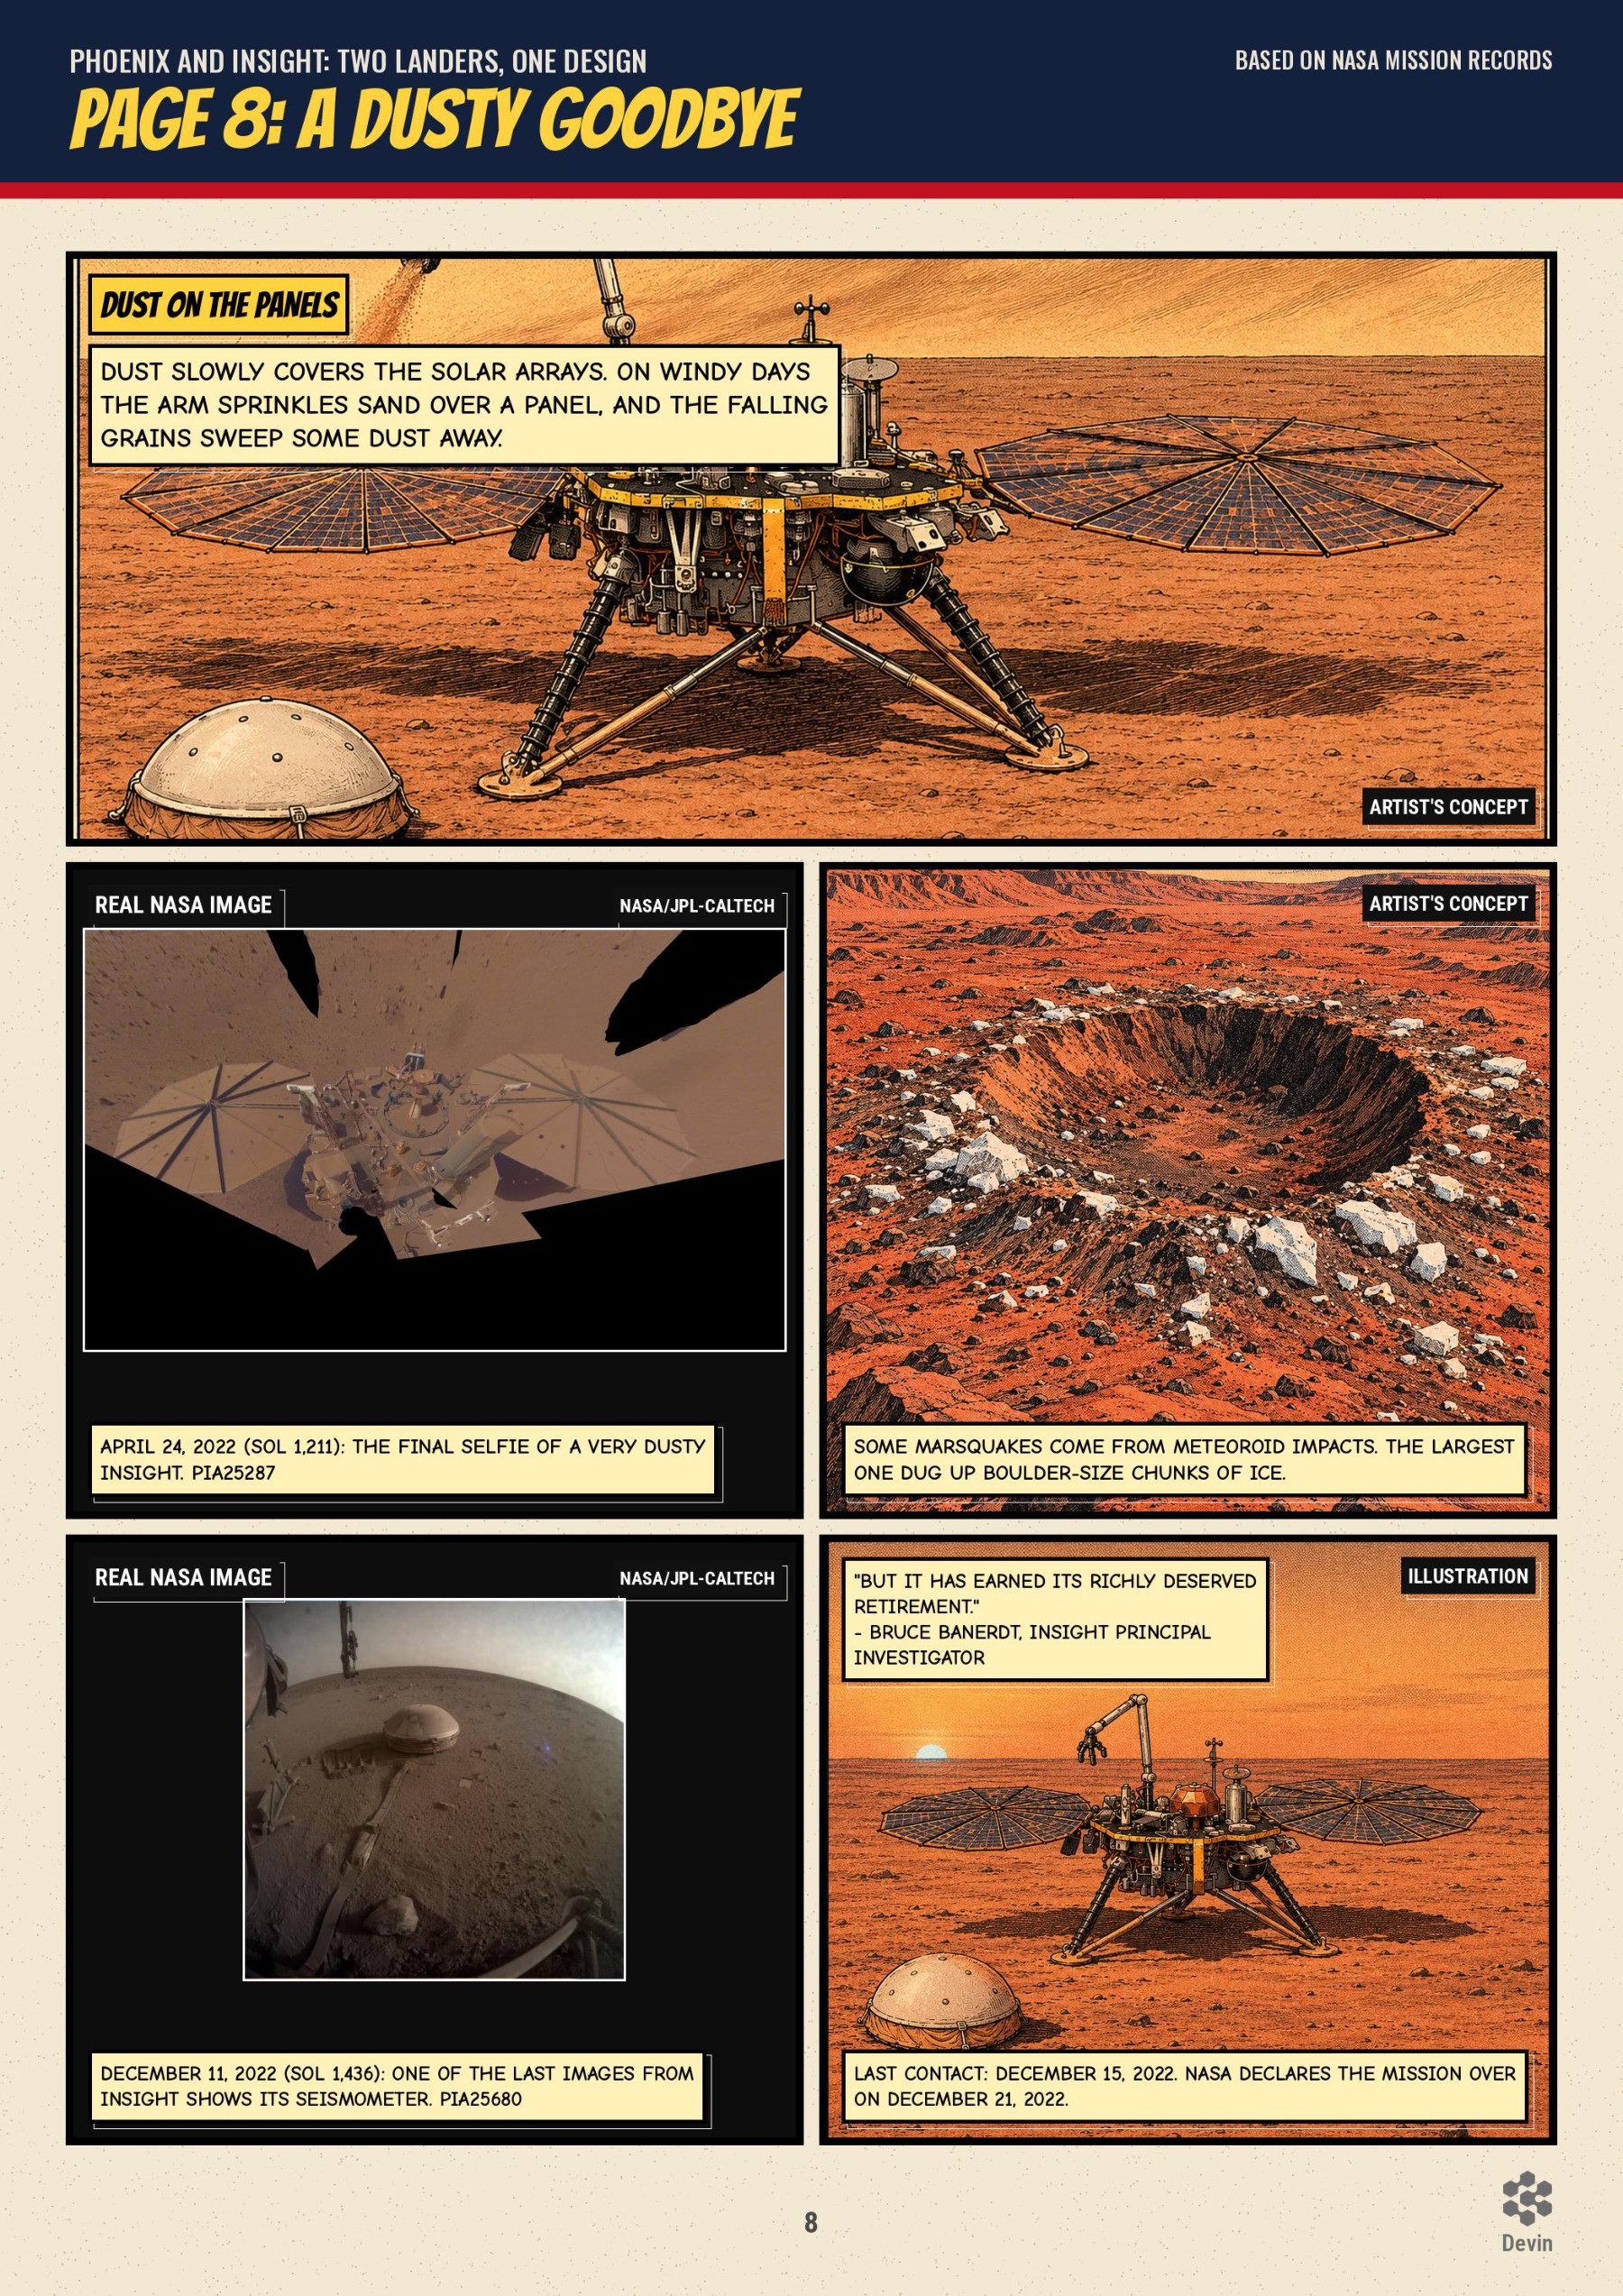 PHOENIX AND INSIGHT: TWO LANDERS, ONE DESIGN
BASED ON NASA MISSION RECORDS
PAGE 8: A DUSTY GOODBYE
DUST ON THE PANELS
DUST SLOWLY COVERS THE SOLAR ARRAYS. ON WINDY DAYS
THE ARM SPRINKLES SAND OVER A PANEL, AND THE FALLING
GRAINS SWEEP SOME DUST AWAY.
ARTIST'S CONCEPT
REAL NASA IMAGE
NASA/JPL-CALTECH
APRIL 24, 2022 (SOL 1,211): THE FINAL SELFIE OF A VERY DUSTY
INSIGHT. PIA25287
ARTIST'S CONCEPT
SOME MARSQUAKES COME FROM METEOROID IMPACTS. THE LARGEST
ONE DUG UP BOULDER-SIZE CHUNKS OF ICE.
REAL NASA IMAGE
NASA/JPL-CALTECH
DECEMBER 11, 2022 (SOL 1,436): ONE OF THE LAST IMAGES FROM
INSIGHT SHOWS ITS SEISMOMETER. PIA25680
"BUT IT HAS EARNED ITS RICHLY DESERVED
RETIREMENT."
- BRUCE BANERDT, INSIGHT PRINCIPAL
INVESTIGATOR
ILLUSTRATION
LAST CONTACT: DECEMBER 15, 2022. NASA DECLARES THE MISSION OVER
ON DECEMBER 21, 2022.
8
Devin